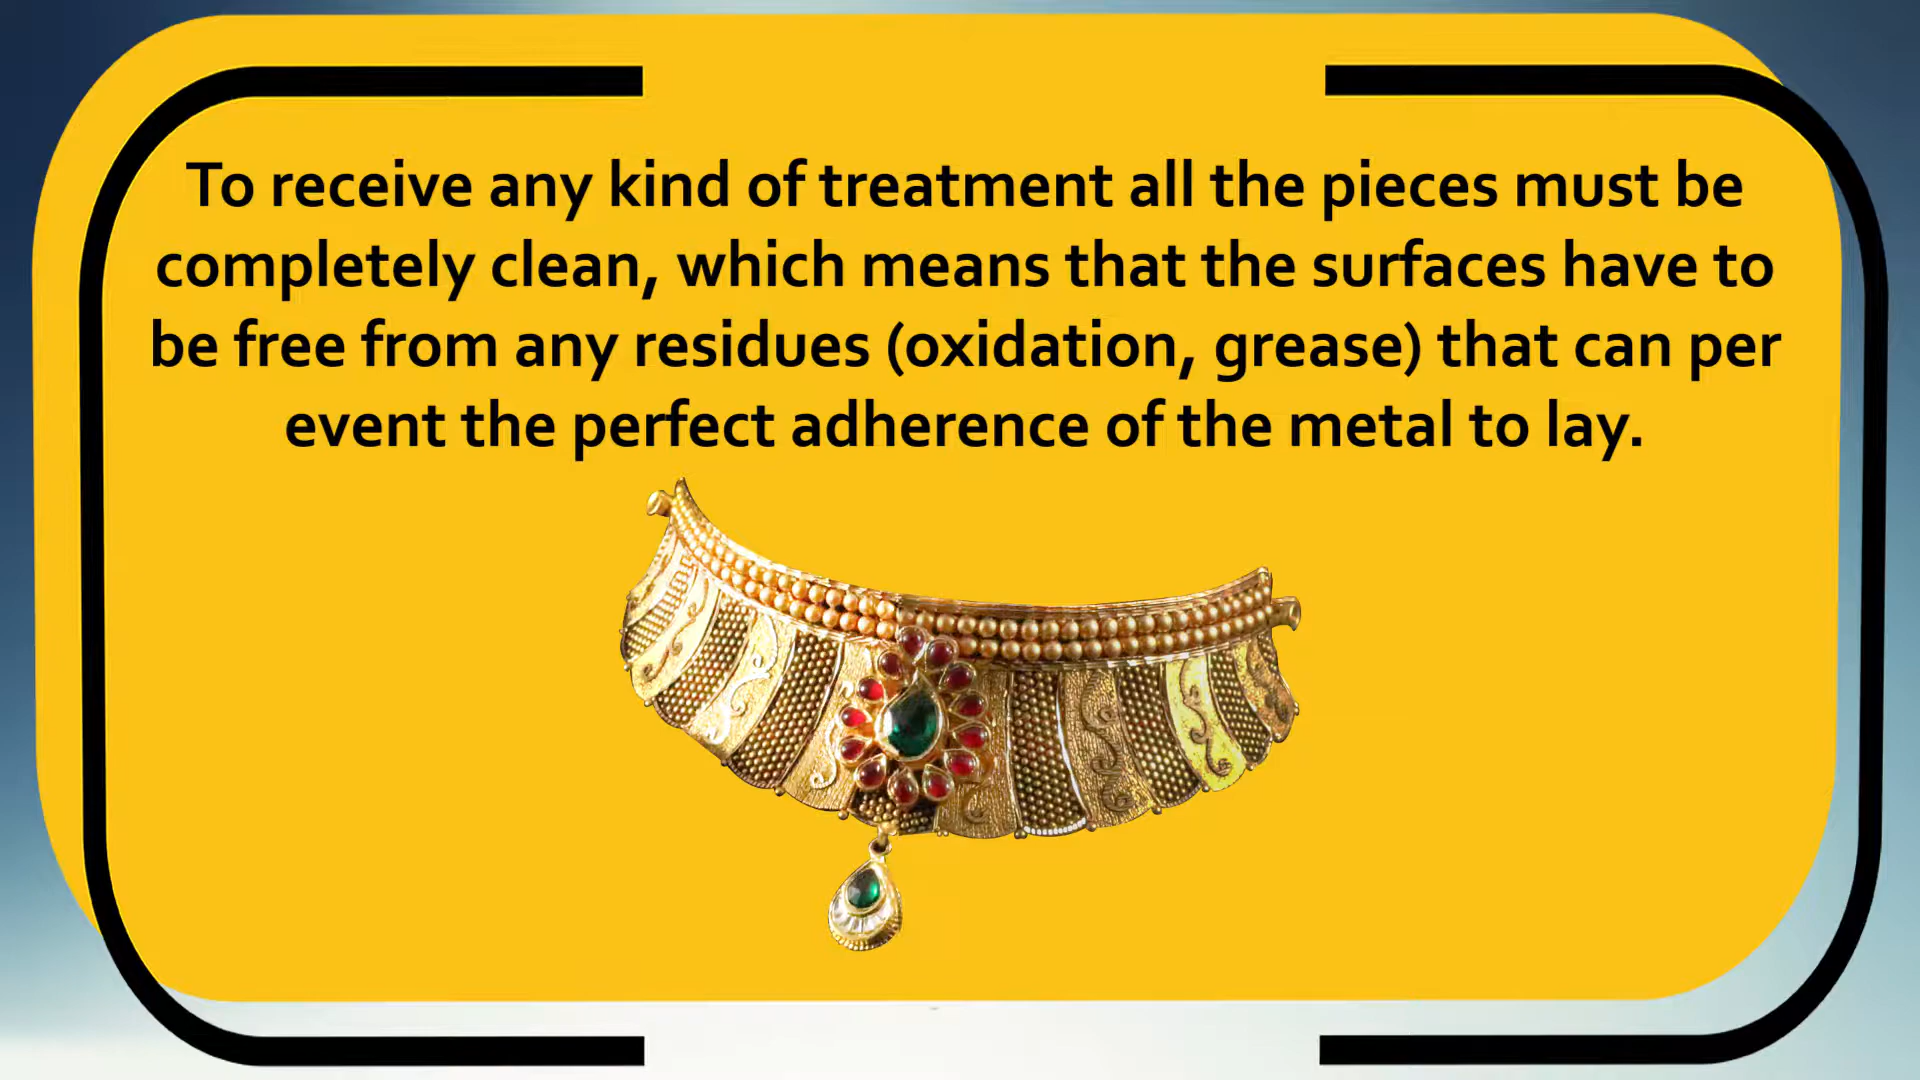 To receive any kind of treatment all the pieces must be
completely clean, which means that the surfaces have to
be free from any residues (oxidation, grease) that can per
event the perfect adherence of the metal to lay.